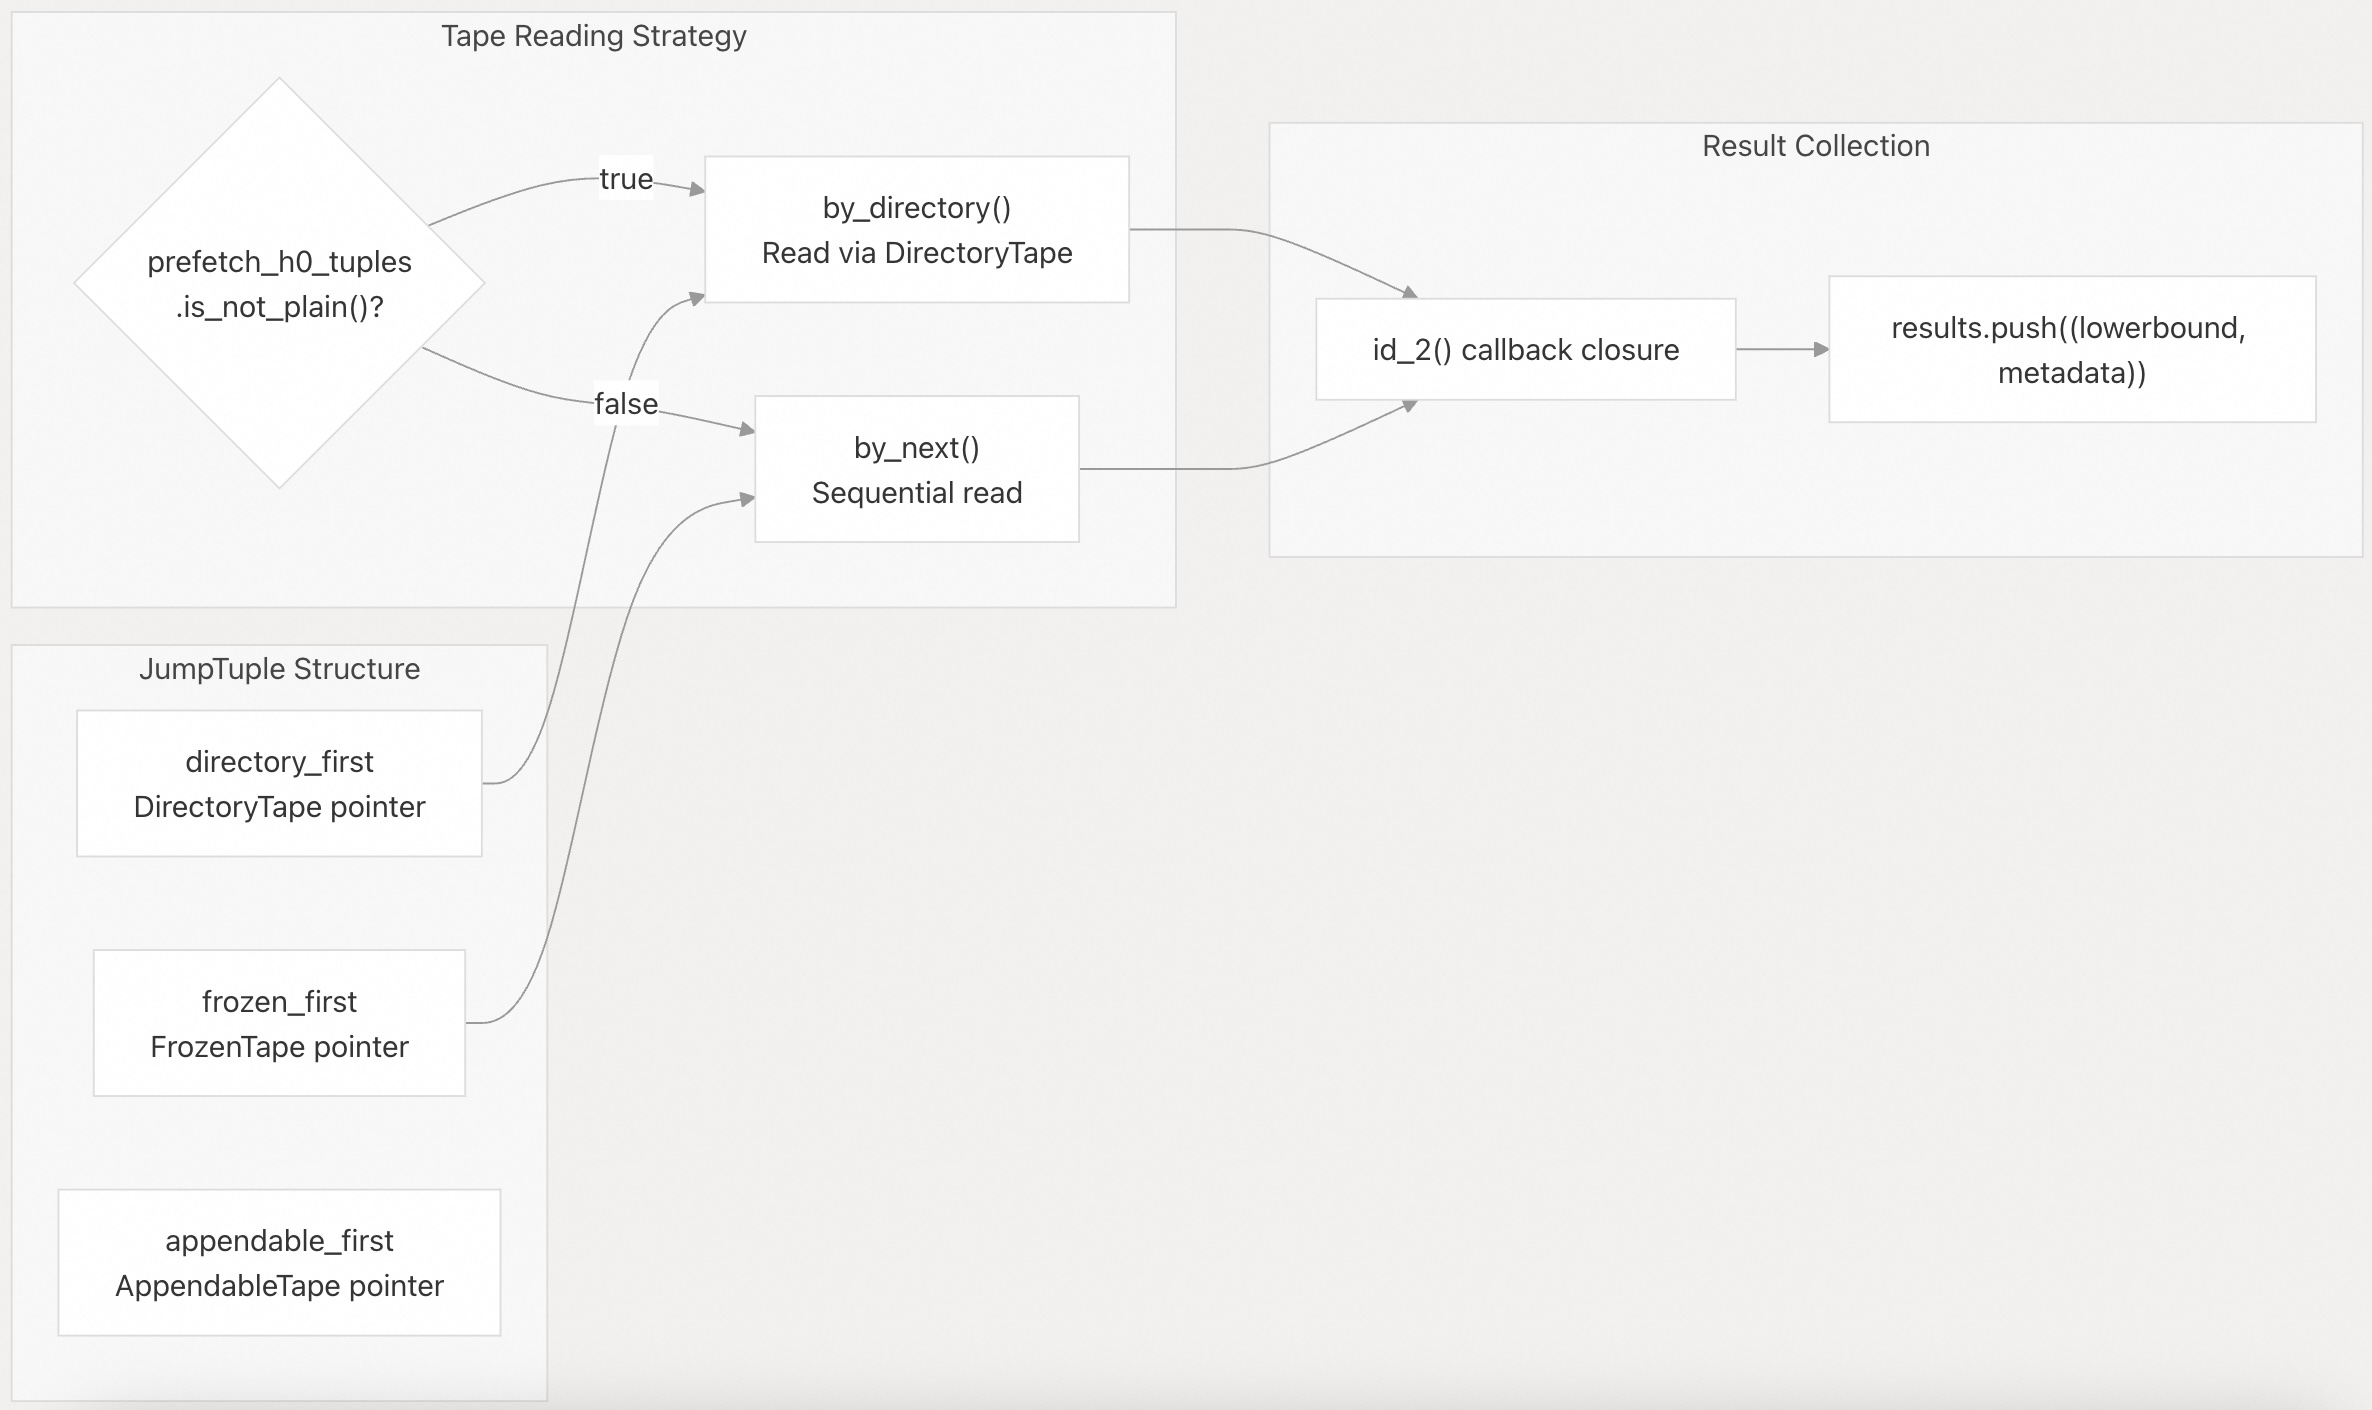 Tape Reading Strategy
prefetch_h0_tuples
.is_not_plain()?
true
false
by_directory()
Read via DirectoryTape
by_next()
Sequential read
Result Collection
id_2() callback closure
results.push((lowerbound,
metadata))
JumpTuple Structure
directory_first
DirectoryTape pointer
frozen_first
FrozenTape pointer
appendable_first
AppendableTape pointer